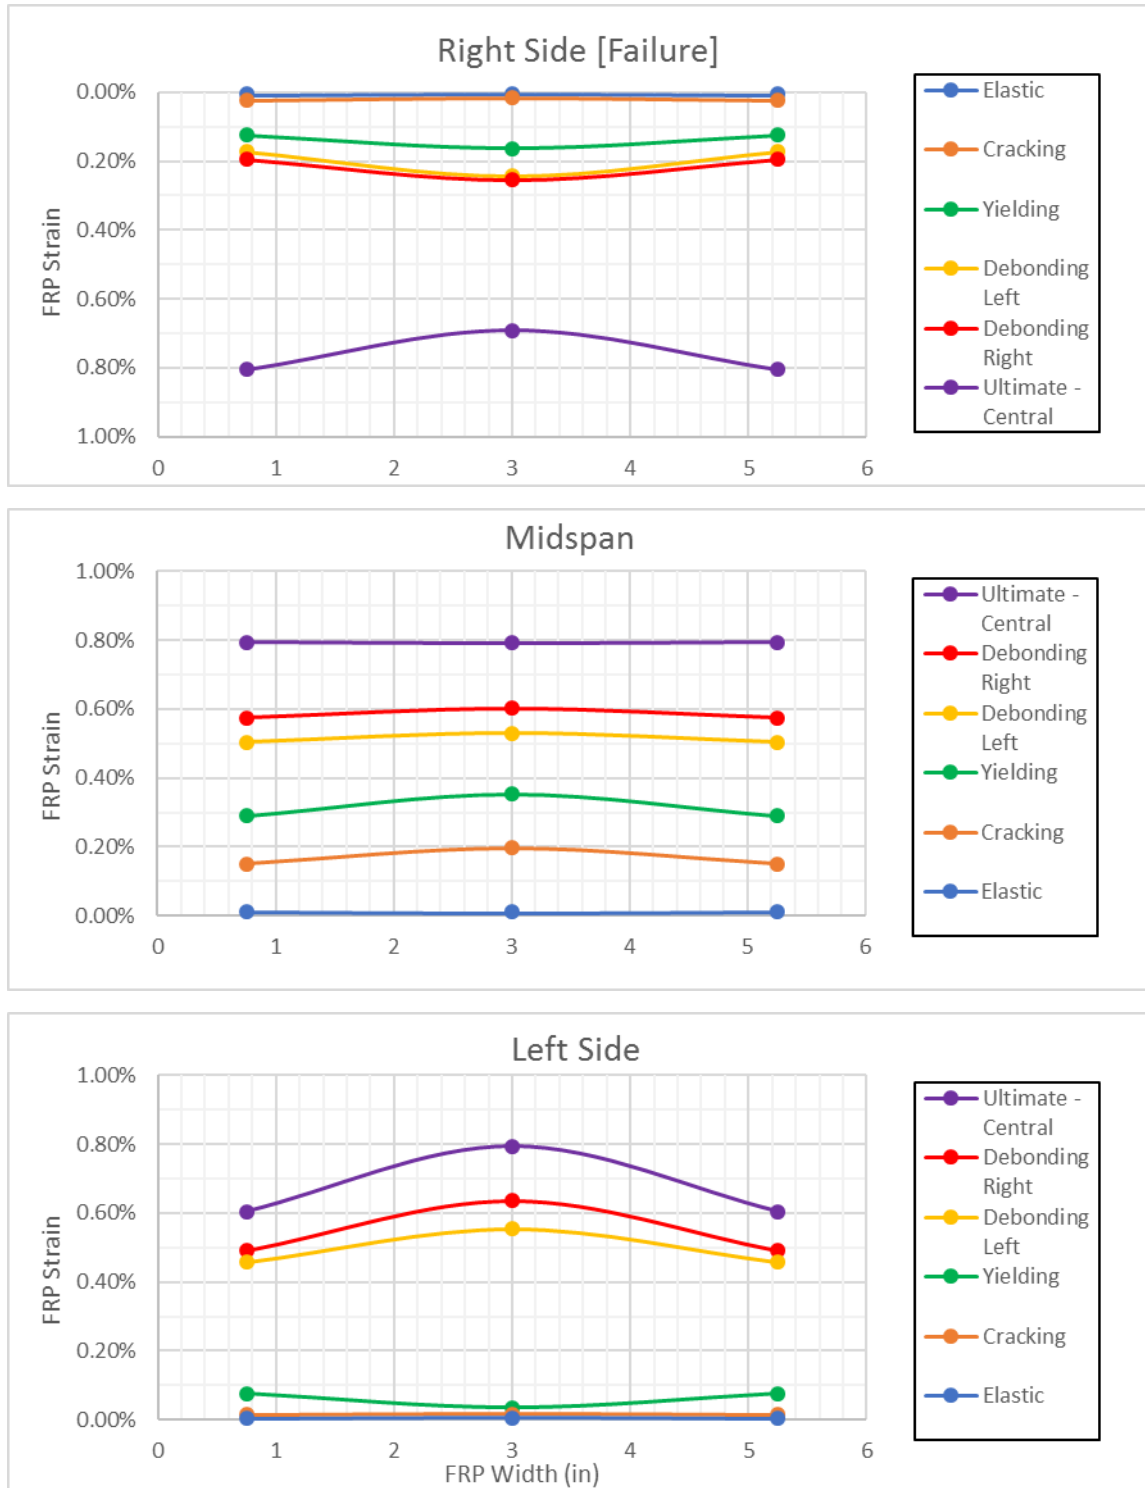 Right Side [Failure]
0.00%
0.20%
0.40%
0.60%
0.80%
1.00%
FRP Strain
0 1 2 3 4 5 6
Elastic
Cracking
Yielding
Debonding
Left
Debonding
Right
Ultimate -
Central
Midspan
1.00%
0.80%
0.60%
0.40%
0.20%
0.00%
FRP Strain
0 1 2 3 4 5 6
Ultimate -
Central
Debonding
Right
Debonding
Left
Yielding
Cracking
Elastic
Left Side
1.00%
0.80%
0.60%
0.40%
0.20%
0.00%
FRP Strain
0 1 2 3 4 5 6
FRP Width (in)
Ultimate -
Central
Debonding
Right
Debonding
Left
Yielding
Cracking
Elastic